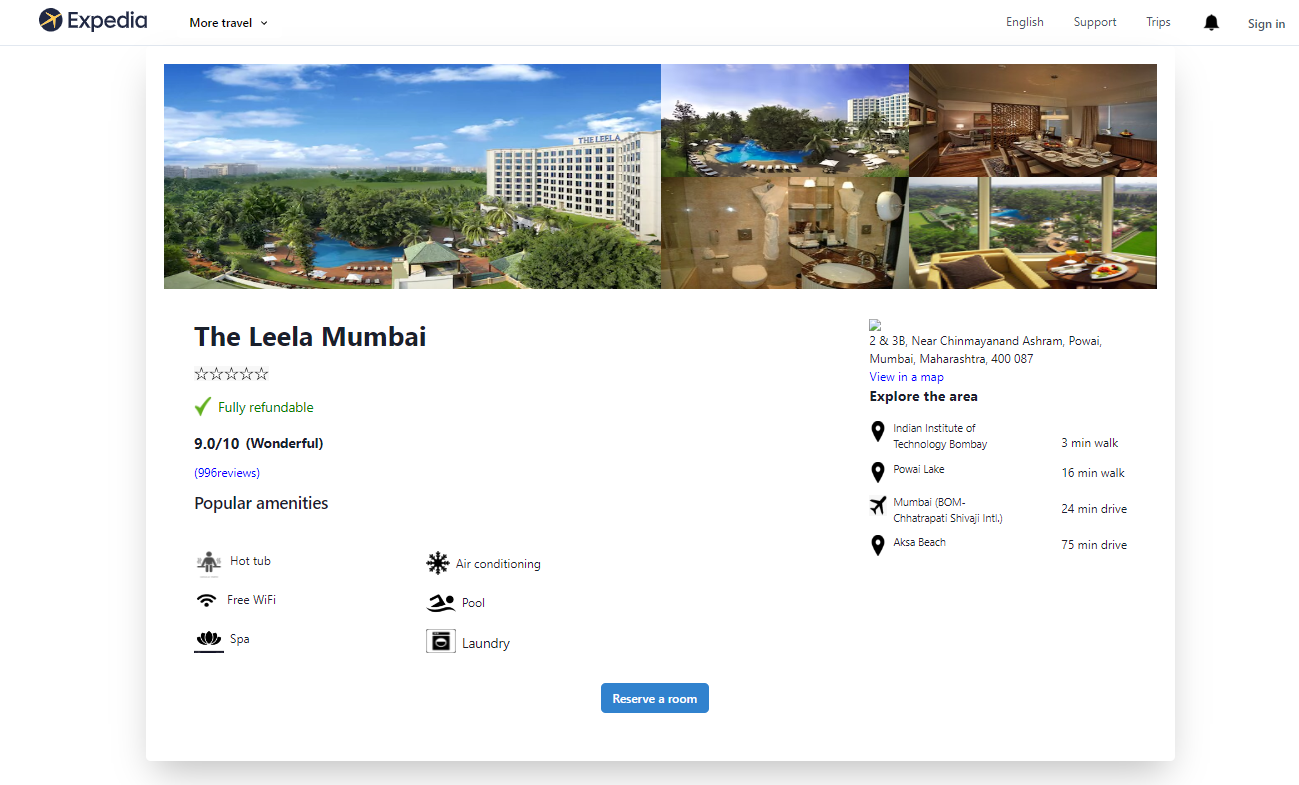 Expedia
More travel
English
Support
Trips
Sign in
THE LEELA
The Leela Mumbai
☆☆☆☆☆
Fully refundable
9.0/10 (Wonderful)
(996reviews)
Popular amenities
Hot tub
Air conditioning
Free WiFi
Pool
Spa
Laundry
2 & 3B, Near Chinmayanand Ashram, Powai,
Mumbai, Maharashtra, 400 087
View in a map
Explore the area
Indian Institute of
Technology Bombay
3 min walk
Powai Lake
16 min walk
Mumbai (BOM-
Chhatrapati Shivaji Intl.)
24 min drive
Aksa Beach
75 min drive
Reserve a room